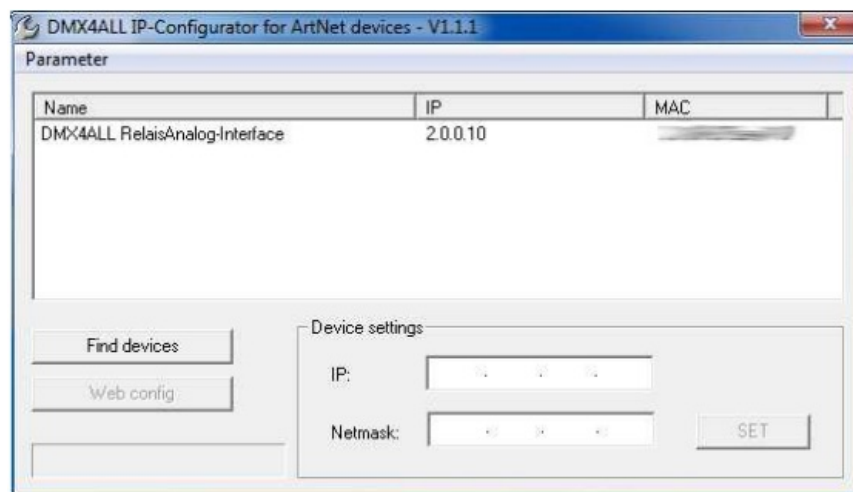 DMX4ALL IP-Configurator for ArtNet devices - V1.1.1
Parameter
Name IP MAC
DMX4ALL RelaisAnalog-Interface 2.0.0.10
Find devices
Web config
Device settings
IP: . . .
Netmask: . . .
SET